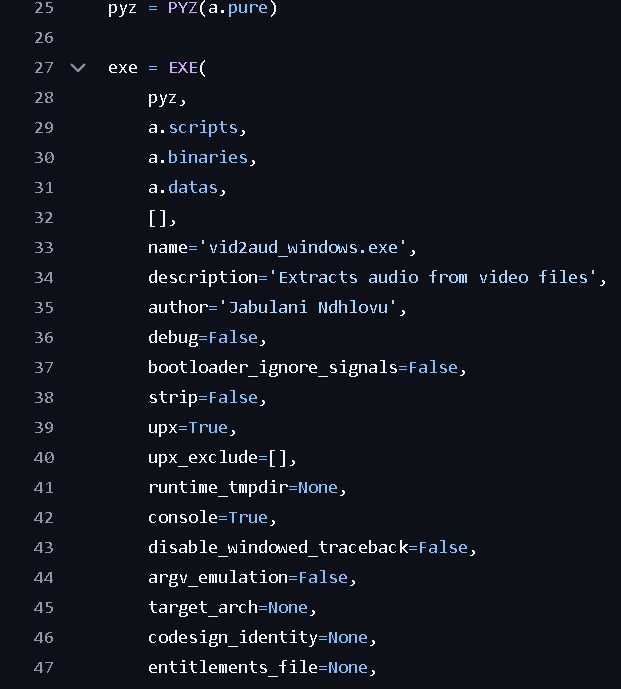 25 pyz = PYZ(a.pure)
26
27 exe = EXE(
28 pyz,
29 a.scripts,
30 a.binaries,
31 a.datas,
32 [],
33 name='vid2aud_windows.exe',
34 description='Extracts audio from video files',
35 author='Jabulani Ndhlovu',
36 debug=False,
37 bootloader_ignore_signals=False,
38 strip=False,
39 upx=True,
40 upx_exclude=[],
41 runtime_tmpdir=None,
42 console=True,
43 disable_windowed_traceback=False,
44 argv_emulation=False,
45 target_arch=None,
46 codesign_identity=None,
47 entitlements_file=None,